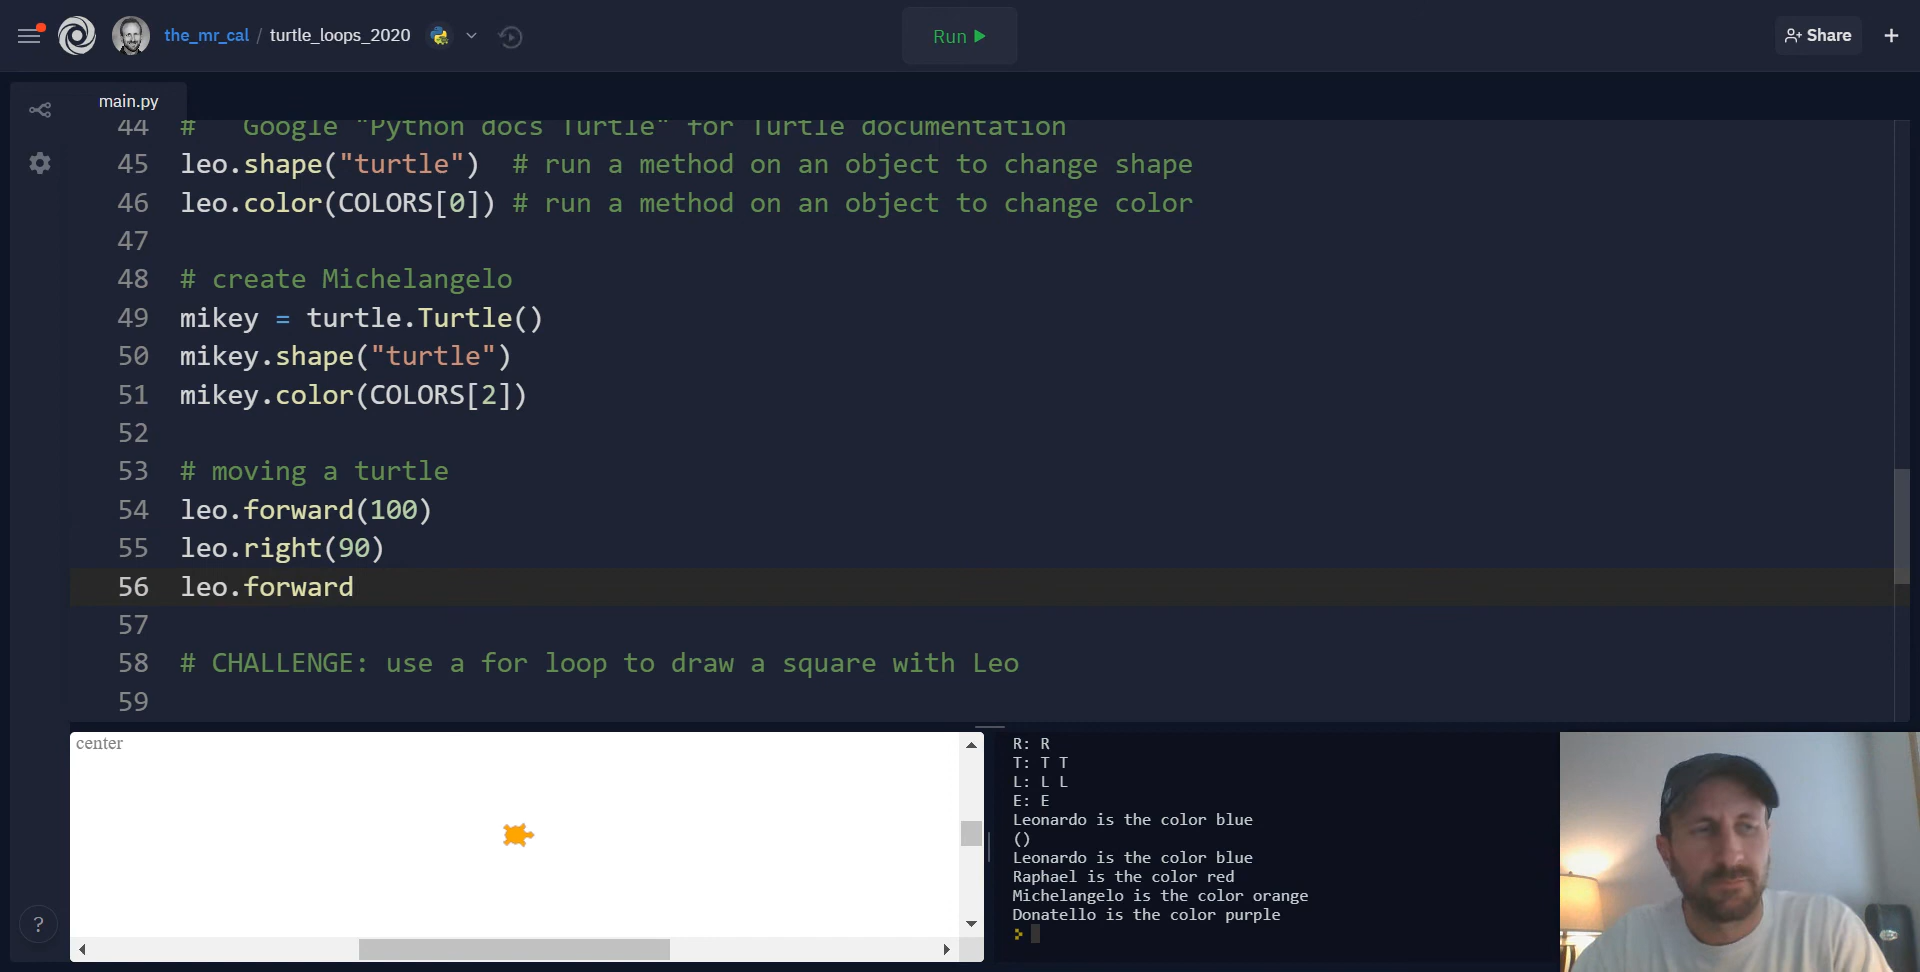 the_mr_cal / turtle_loops_2020
Run
Share
main.py
44 #   Google "Python docs Turtle" for Turtle documentation
45 leo.shape("turtle")  # run a method on an object to change shape
46 leo.color(COLORS[0]) # run a method on an object to change color
47
48 # create Michelangelo
49 mikey = turtle.Turtle()
50 mikey.shape("turtle")
51 mikey.color(COLORS[2])
52
53 # moving a turtle
54 leo.forward(100)
55 leo.right(90)
56 leo.forward
57
58 # CHALLENGE: use a for loop to draw a square with Leo
59
center
R: R
T: T T
L: L L
E: E
Leonardo is the color blue
()
Leonardo is the color blue
Raphael is the color red
Michelangelo is the color orange
Donatello is the color purple
?